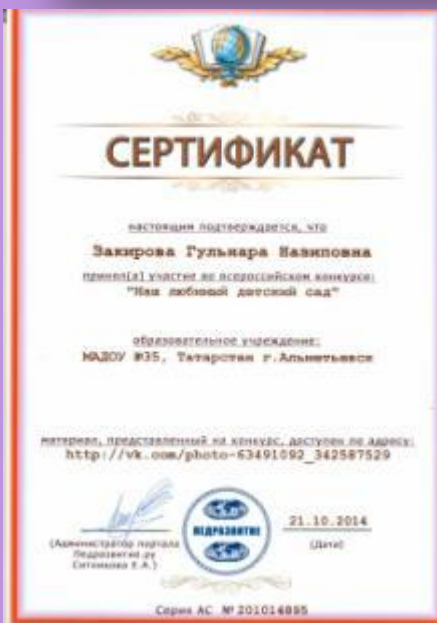 СЕРТИФИКАТ
настоящим подтверждается, что
Закирова Гульнара Назиповна
принял(а) участие во всероссийском конкурсе:
"Наш любимый детский сад"
образовательное учреждение:
МАДОУ №35, Татарстан г.Альметьевск
материал, представленный на конкурс, доступен по адресу:
http://vk.com/photo-63491092_342587529
ПЕДРАЗВИТИЕ
21.10.2014
(Администратор портала
Педразвитие.ру
Е.А.)
(Дата)
Серия АС № 201014895